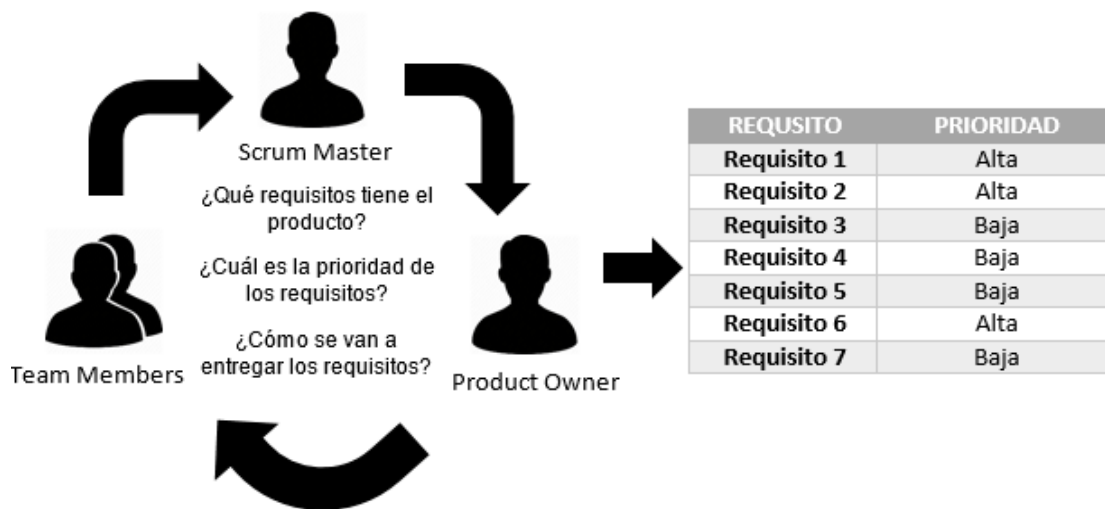 Scrum Master
¿Qué requisitos tiene el
producto?
¿Cuál es la prioridad de
los requisitos?
¿Cómo se van a
entregar los requisitos?
Team Members
Product Owner
REQUSITO PRIORIDAD
Requisito 1 Alta
Requisito 2 Alta
Requisito 3 Baja
Requisito 4 Baja
Requisito 5 Baja
Requisito 6 Alta
Requisito 7 Baja